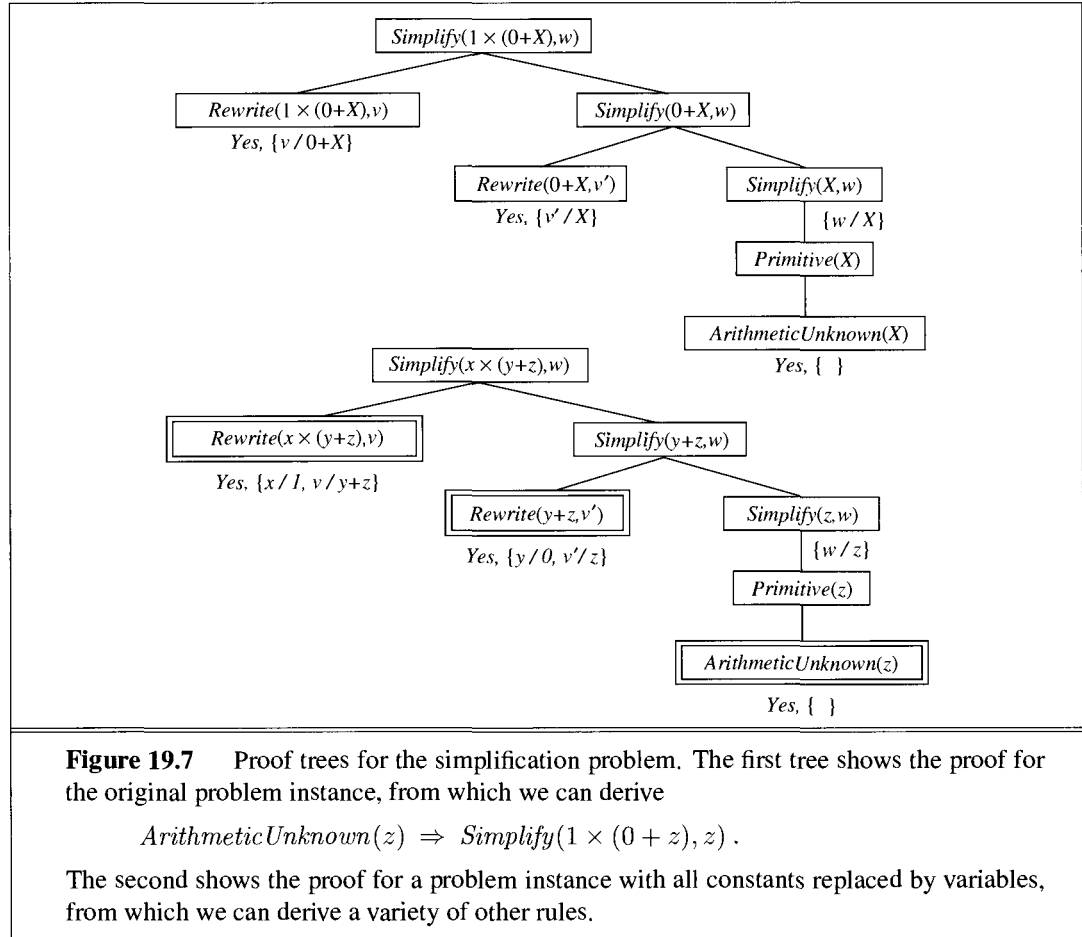 Simplify(1 × (0+X),w)
Rewrite(1 × (0+X),v)
Simplify(0+X,w)
Yes, {v / 0+X}
Rewrite(0+X,v′)
Simplify(X,w)
Yes, {v′/ X}
{w / X}
Primitive(X)
ArithmeticUnknown(X)
Yes, { }
Simplify(x × (y+z),w)
Rewrite(x × (y+z),v)
Simplify(y+z,w)
Yes, {x / 1, v / y+z}
Rewrite(y+z,v′)
Simplify(z,w)
Yes, {y / 0, v′/ z}
{w / z}
Primitive(z)
ArithmeticUnknown(z)
Yes, { }
Figure 19.7 Proof trees for the simplification problem. The first tree shows the proof for
the original problem instance, from which we can derive
ArithmeticUnknown(z) ⇒ Simplify(1 × (0 + z), z) .
The second shows the proof for a problem instance with all constants replaced by variables,
from which we can derive a variety of other rules.